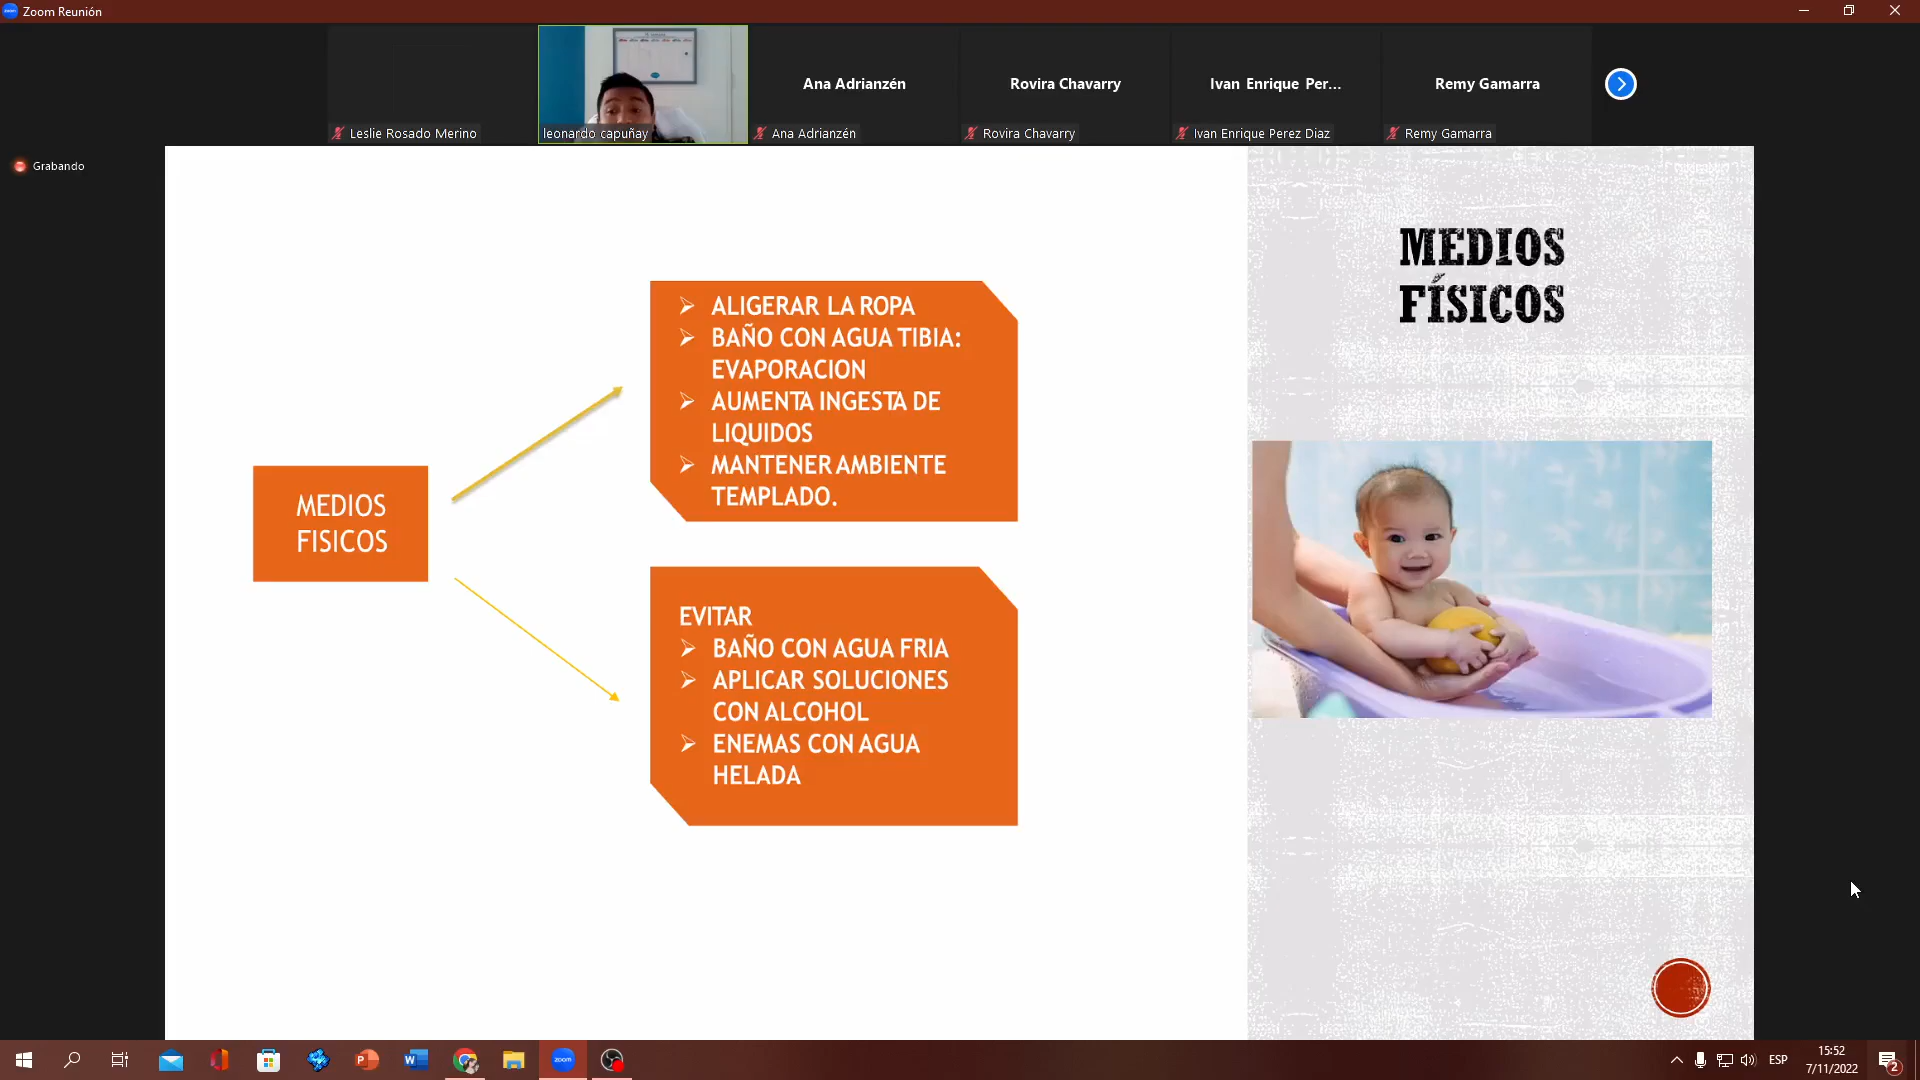 Zoom Reunión
Ana Adrianzén
Rovira Chavarry
Ivan Enrique Per...
Remy Gamarra
Leslie Rosado Merino
leonardo capuñay
Ana Adrianzén
Rovira Chavarry
Ivan Enrique Perez Diaz
Remy Gamarra
Grabando
MEDIOS
FÍSICOS
MEDIOS
FISICOS
➢ ALIGERAR LA ROPA
➢ BAÑO CON AGUA TIBIA:
EVAPORACION
➢ AUMENTA INGESTA DE
LIQUIDOS
➢ MANTENER AMBIENTE
TEMPLADO.
EVITAR
➢ BAÑO CON AGUA FRIA
➢ APLICAR SOLUCIONES
CON ALCOHOL
➢ ENEMAS CON AGUA
HELADA
zoom
ESP
15:52
7/11/2022
2